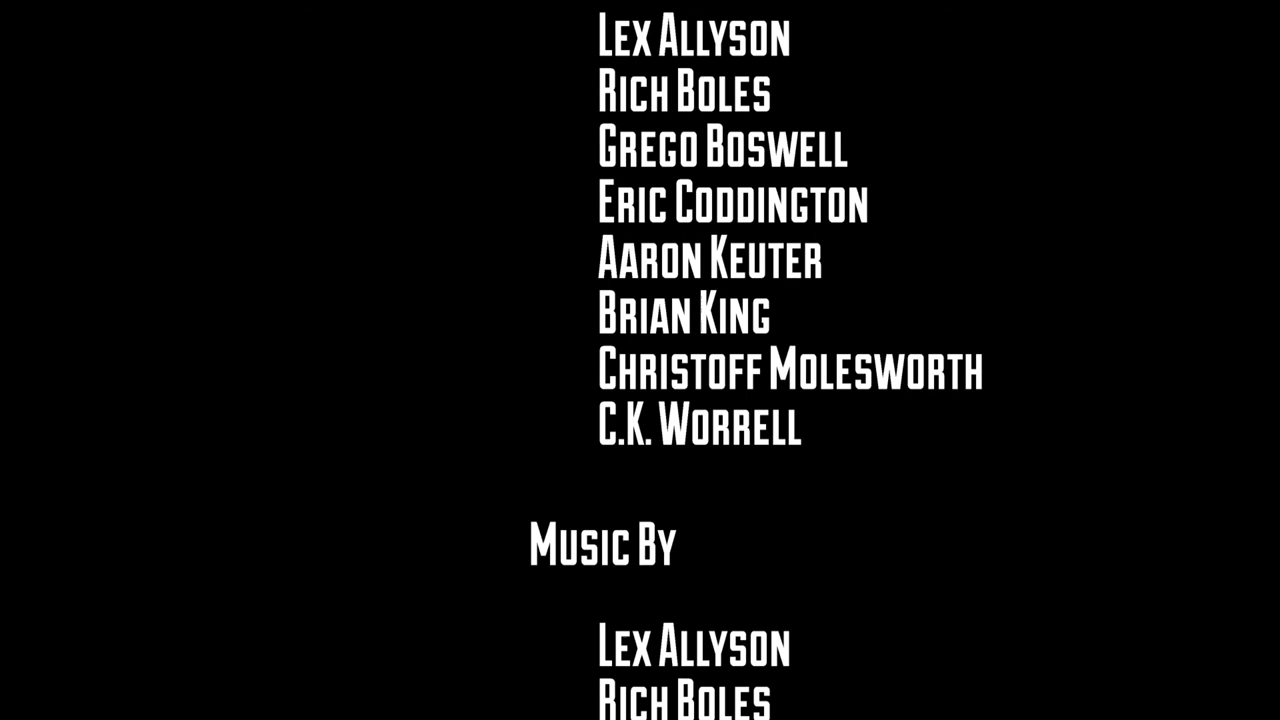 Lex Allyson
Rich Boles
Grego Boswell
Eric Coddington
Aaron Keuter
Brian King
Christoff Molesworth
C.K. Worrell
Music By
Lex Allyson
Rich Boles